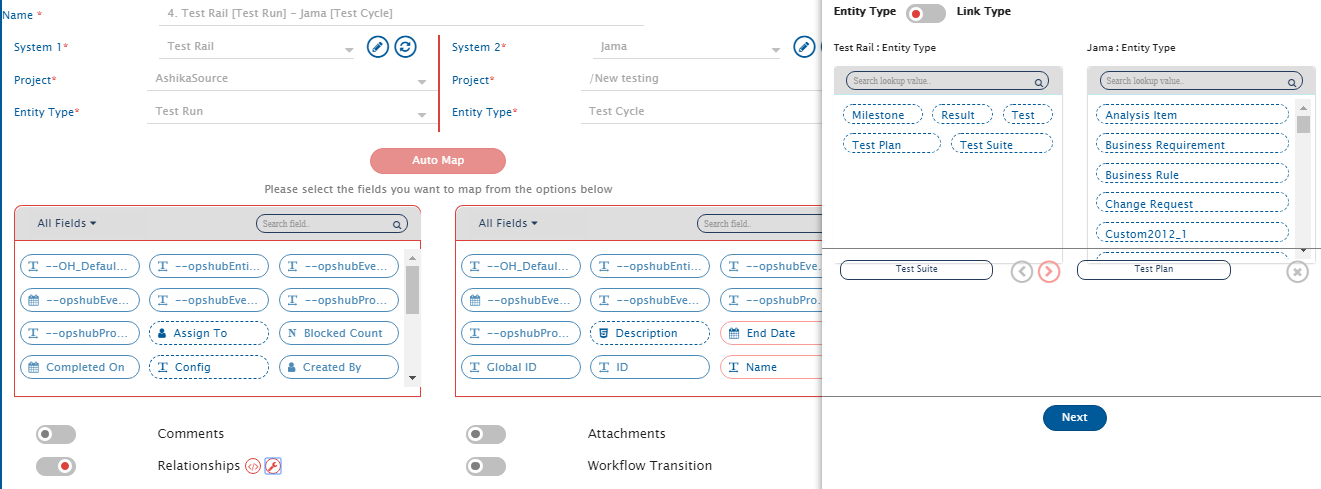 Name *
4. Test Rail [Test Run] - Jama [Test Cycle]
System 1*
Test Rail
System 2*
Jama
Project*
AshikaSource
Project*
/New testing
Entity Type*
Test Run
Entity Type*
Test Cycle
Auto Map
Please select the fields you want to map from the options below
All Fields
Search field..
All Fields
Search field..
--OH_Defaul...
--opshubEnti...
--opshubEve...
--OH_Defaul...
--opshubEnti...
--opshubEve...
--opshubEve...
--opshubEve...
--opshubPro...
--opshubEve...
--opshubEve...
--opshubPro...
--opshubPro...
Assign To
Blocked Count
--opshubPro...
Description
End Date
Completed On
Config
Created By
Global ID
ID
Name
Comments
Attachments
Relationships
Workflow Transition
Entity Type
Link Type
Test Rail : Entity Type
Jama : Entity Type
Search lookup value..
Search lookup value..
Milestone
Result
Test
Test Plan
Test Suite
Analysis Item
Business Requirement
Business Rule
Change Request
Custom2012_1
Test Suite
Test Plan
Next